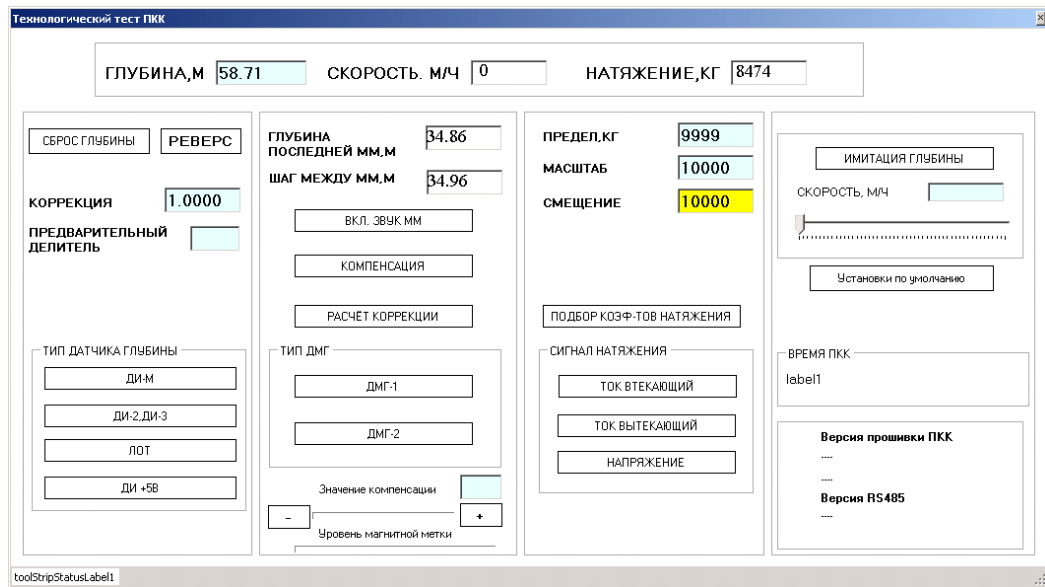 Технологический тест ПКК
ГЛУБИНА,М 58.71 СКОРОСТЬ. М/Ч 0 НАТЯЖЕНИЕ,КГ 8474
СБРОС ГЛУБИНЫ РЕВЕРС
КОРРЕКЦИЯ 1.0000
ПРЕДВАРИТЕЛЬНЫЙ
ДЕЛИТЕЛЬ
ТИП ДАТЧИКА ГЛУБИНЫ
ДИ-М
ДИ-2,ДИ-3
ЛОТ
ДИ +5В
ГЛУБИНА
ПОСЛЕДНЕЙ ММ,М 34.86
ШАГ МЕЖДУ ММ,М 34.96
ВКЛ. ЗВУК ММ
КОМПЕНСАЦИЯ
РАСЧЁТ КОРРЕКЦИИ
ТИП ДМГ
ДМГ-1
ДМГ-2
Значение компенсации
- +
Уровень магнитной метки
ПРЕДЕЛ,КГ 9999
МАСШТАБ 10000
СМЕЩЕНИЕ 10000
ПОДБОР КОЭФ-ТОВ НАТЯЖЕНИЯ
СИГНАЛ НАТЯЖЕНИЯ
ТОК ВТЕКАЮЩИЙ
ТОК ВЫТЕКАЮЩИЙ
НАПРЯЖЕНИЕ
ИМИТАЦИЯ ГЛУБИНЫ
СКОРОСТЬ, М/Ч
Установки по умолчанию
ВРЕМЯ ПКК
label1
Версия прошивки ПКК
----
----
Версия RS485
----
toolStripStatusLabel1